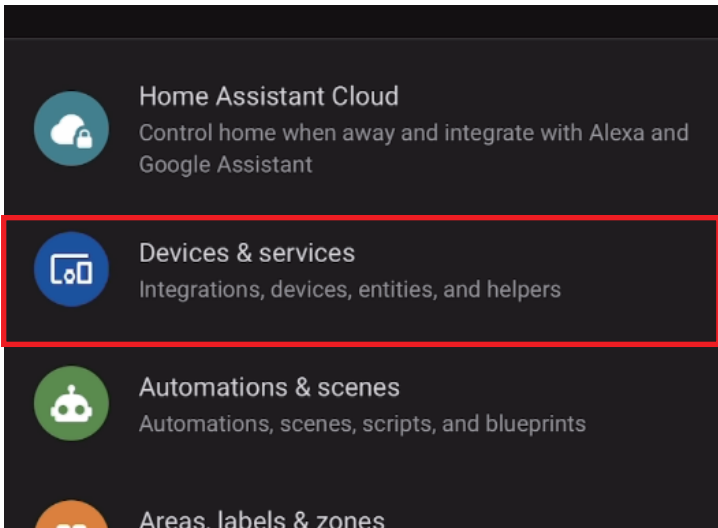 Home Assistant Cloud
Control home when away and integrate with Alexa and
Google Assistant
Devices & services
Integrations, devices, entities, and helpers
Automations & scenes
Automations, scenes, scripts, and blueprints
Areas, labels & zones